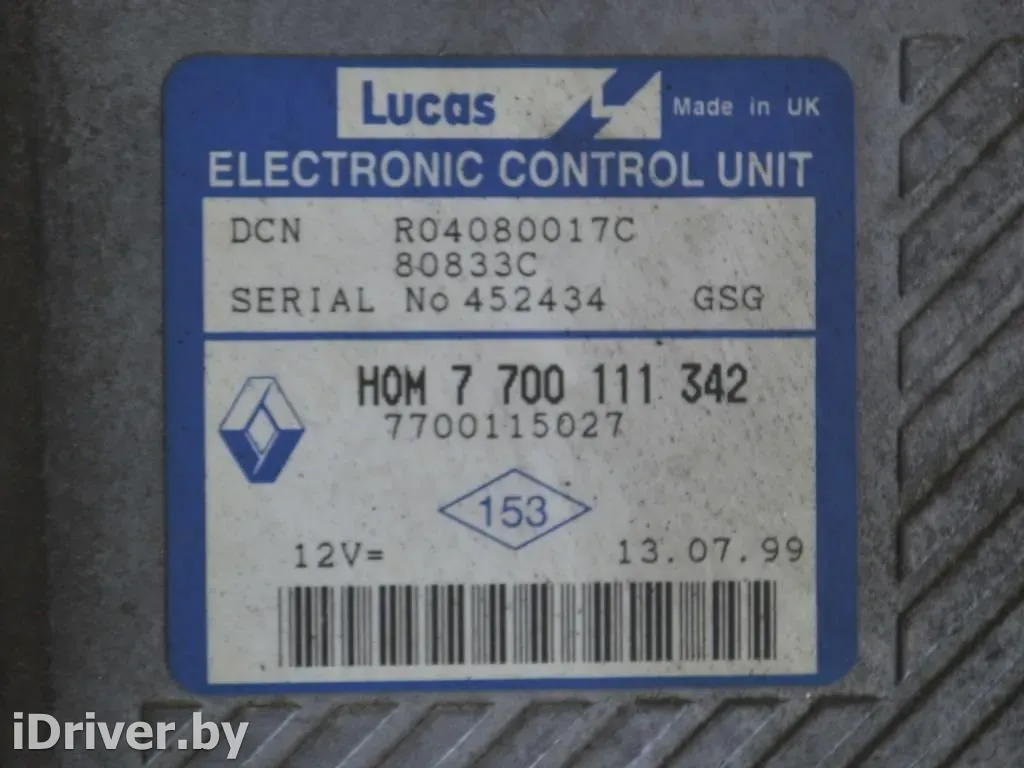 Lucas Made in UK
ELECTRONIC CONTROL UNIT
DCN R04080017C
80833C
SERIAL No 452434 GSG
HOM 7 700 111 342
7700115027
153
12V= 13.07.99
iDriver.by